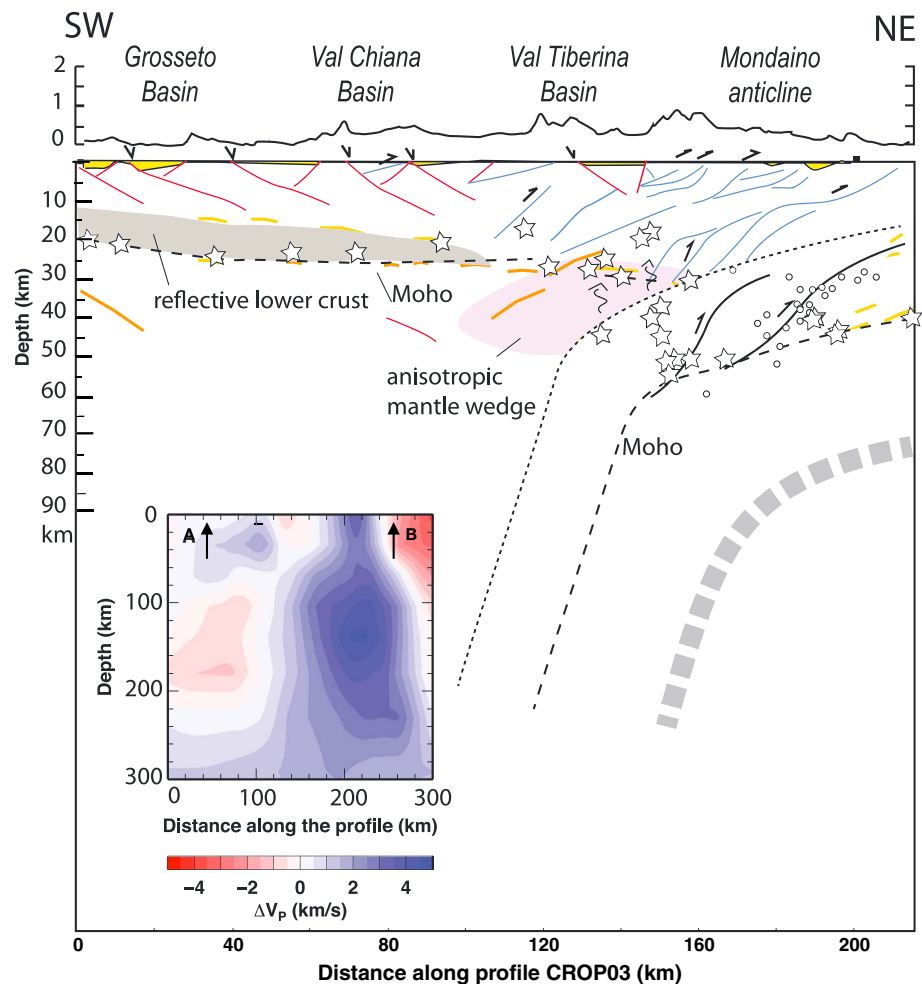 SW
NE
Grosseto
Basin
Val Chiana
Basin
Val Tiberina
Basin
Mondaino
anticline
2
1
0
10
20
30
40
50
60
70
80
90
km
Depth (km)
reflective lower crust
Moho
anisotropic
mantle wedge
Moho
A
B
0
100
200
300
Depth (km)
0
100
200
300
Distance along the profile (km)
−4
−2
0
2
4
ΔVP (km/s)
0
40
80
120
160
200
Distance along profile CROP03 (km)